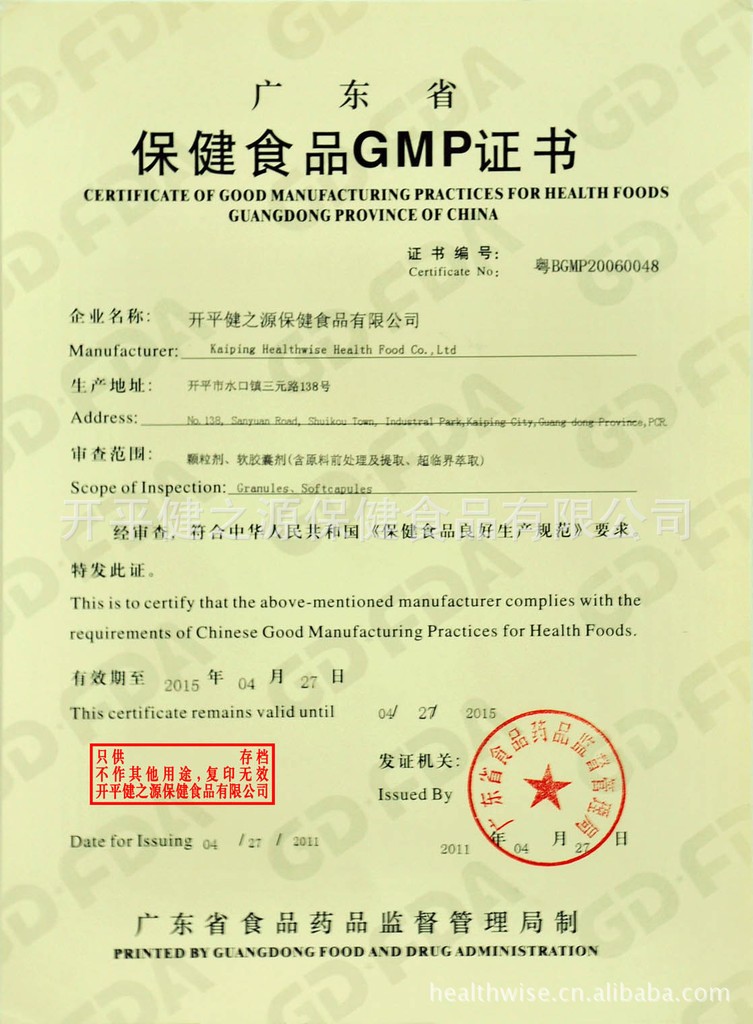 广东省
保健食品GMP证书
CERTIFICATE OF GOOD MANUFACTURING PRACTICES FOR HEALTH FOODS
GUANGDONG PROVINCE OF CHINA
证书编号:
Certificate No:
粤BGMP20060048
企业名称:
开平健之源保健食品有限公司
Manufacturer: Kaiping Healthwise Health Food Co.,Ltd
生产地址: 开平市水口镇三元路138号
Address: No.138, Sanyuan Road, Shuikou Town, Industral Park,Kaiping City,Guang dong Province,PCR.
审查范围: 颗粒剂、软胶囊剂(含原料前处理及提取、超临界萃取)
Scope of Inspection: Granules、Softcapules
开平健之源保健食品有限公司
经审查,符合中华人民共和国《保健食品良好生产规范》要求
特发此证。
This is to certify that the above-mentioned manufacturer complies with the
requirements of Chinese Good Manufacturing Practices for Health Foods.
有效期至 2015 年 04 月 27 日
This certificate remains valid until 04/ 27/ 2015
只供 存档
不作其他用途,复印无效
开平健之源保健食品有限公司
发证机关:
Issued By
广东省食品药品监督管理局
Date for Issuing 04 / 27 / 2011
2011 年 04 月 27 日
广东省食品药品监督管理局制
PRINTED BY GUANGDONG FOOD AND DRUG ADMINISTRATION
healthwise.cn.alibaba.com
GD-FDA